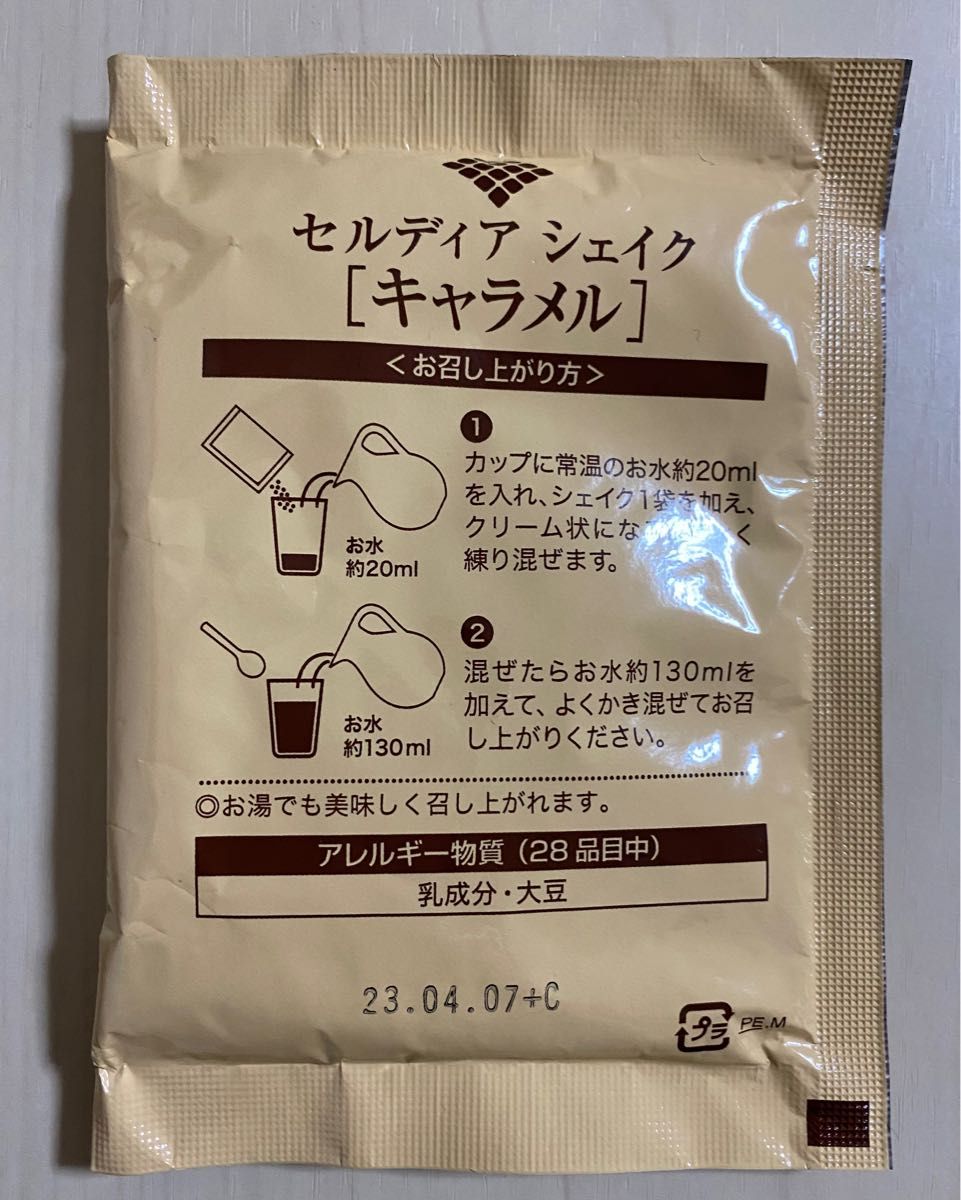 セルディア シェイク
[キャラメル]
<お召し上がり方>
1
カップに常温のお水約20ml
を入れ、シェイク1袋を加え、
クリーム状にな く
練り混ぜます。
お水
約20ml
2
混ぜたらお水約130mlを
加えて、よくかき混ぜてお召
し上がりください。
お水
約130ml
◎お湯でも美味しく召し上がれます。
アレルギー物質(28品目中)
乳成分・大豆
23.04.07+C
プラ PE.M